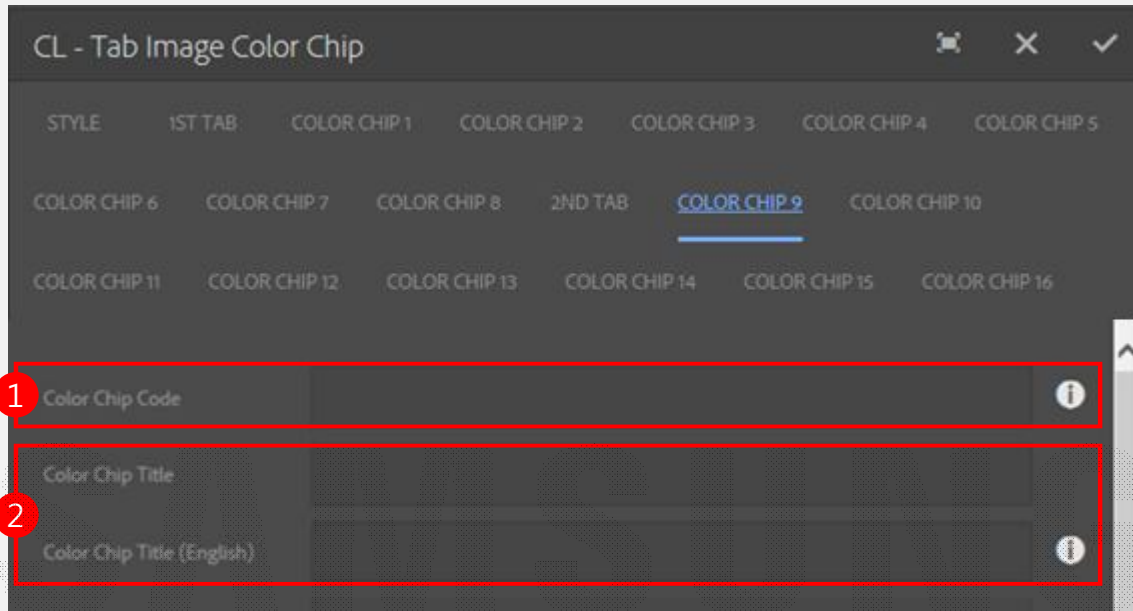 CL - Tab Image Color Chip
STYLE 1ST TAB COLOR CHIP 1 COLOR CHIP 2 COLOR CHIP 3 COLOR CHIP 4 COLOR CHIP 5
COLOR CHIP 6 COLOR CHIP 7 COLOR CHIP 8 2ND TAB COLOR CHIP 9 COLOR CHIP 10
COLOR CHIP 11 COLOR CHIP 12 COLOR CHIP 13 COLOR CHIP 14 COLOR CHIP 15 COLOR CHIP 16
1 Color Chip Code
Color Chip Title
2
Color Chip Title (English)
SAMSUNG